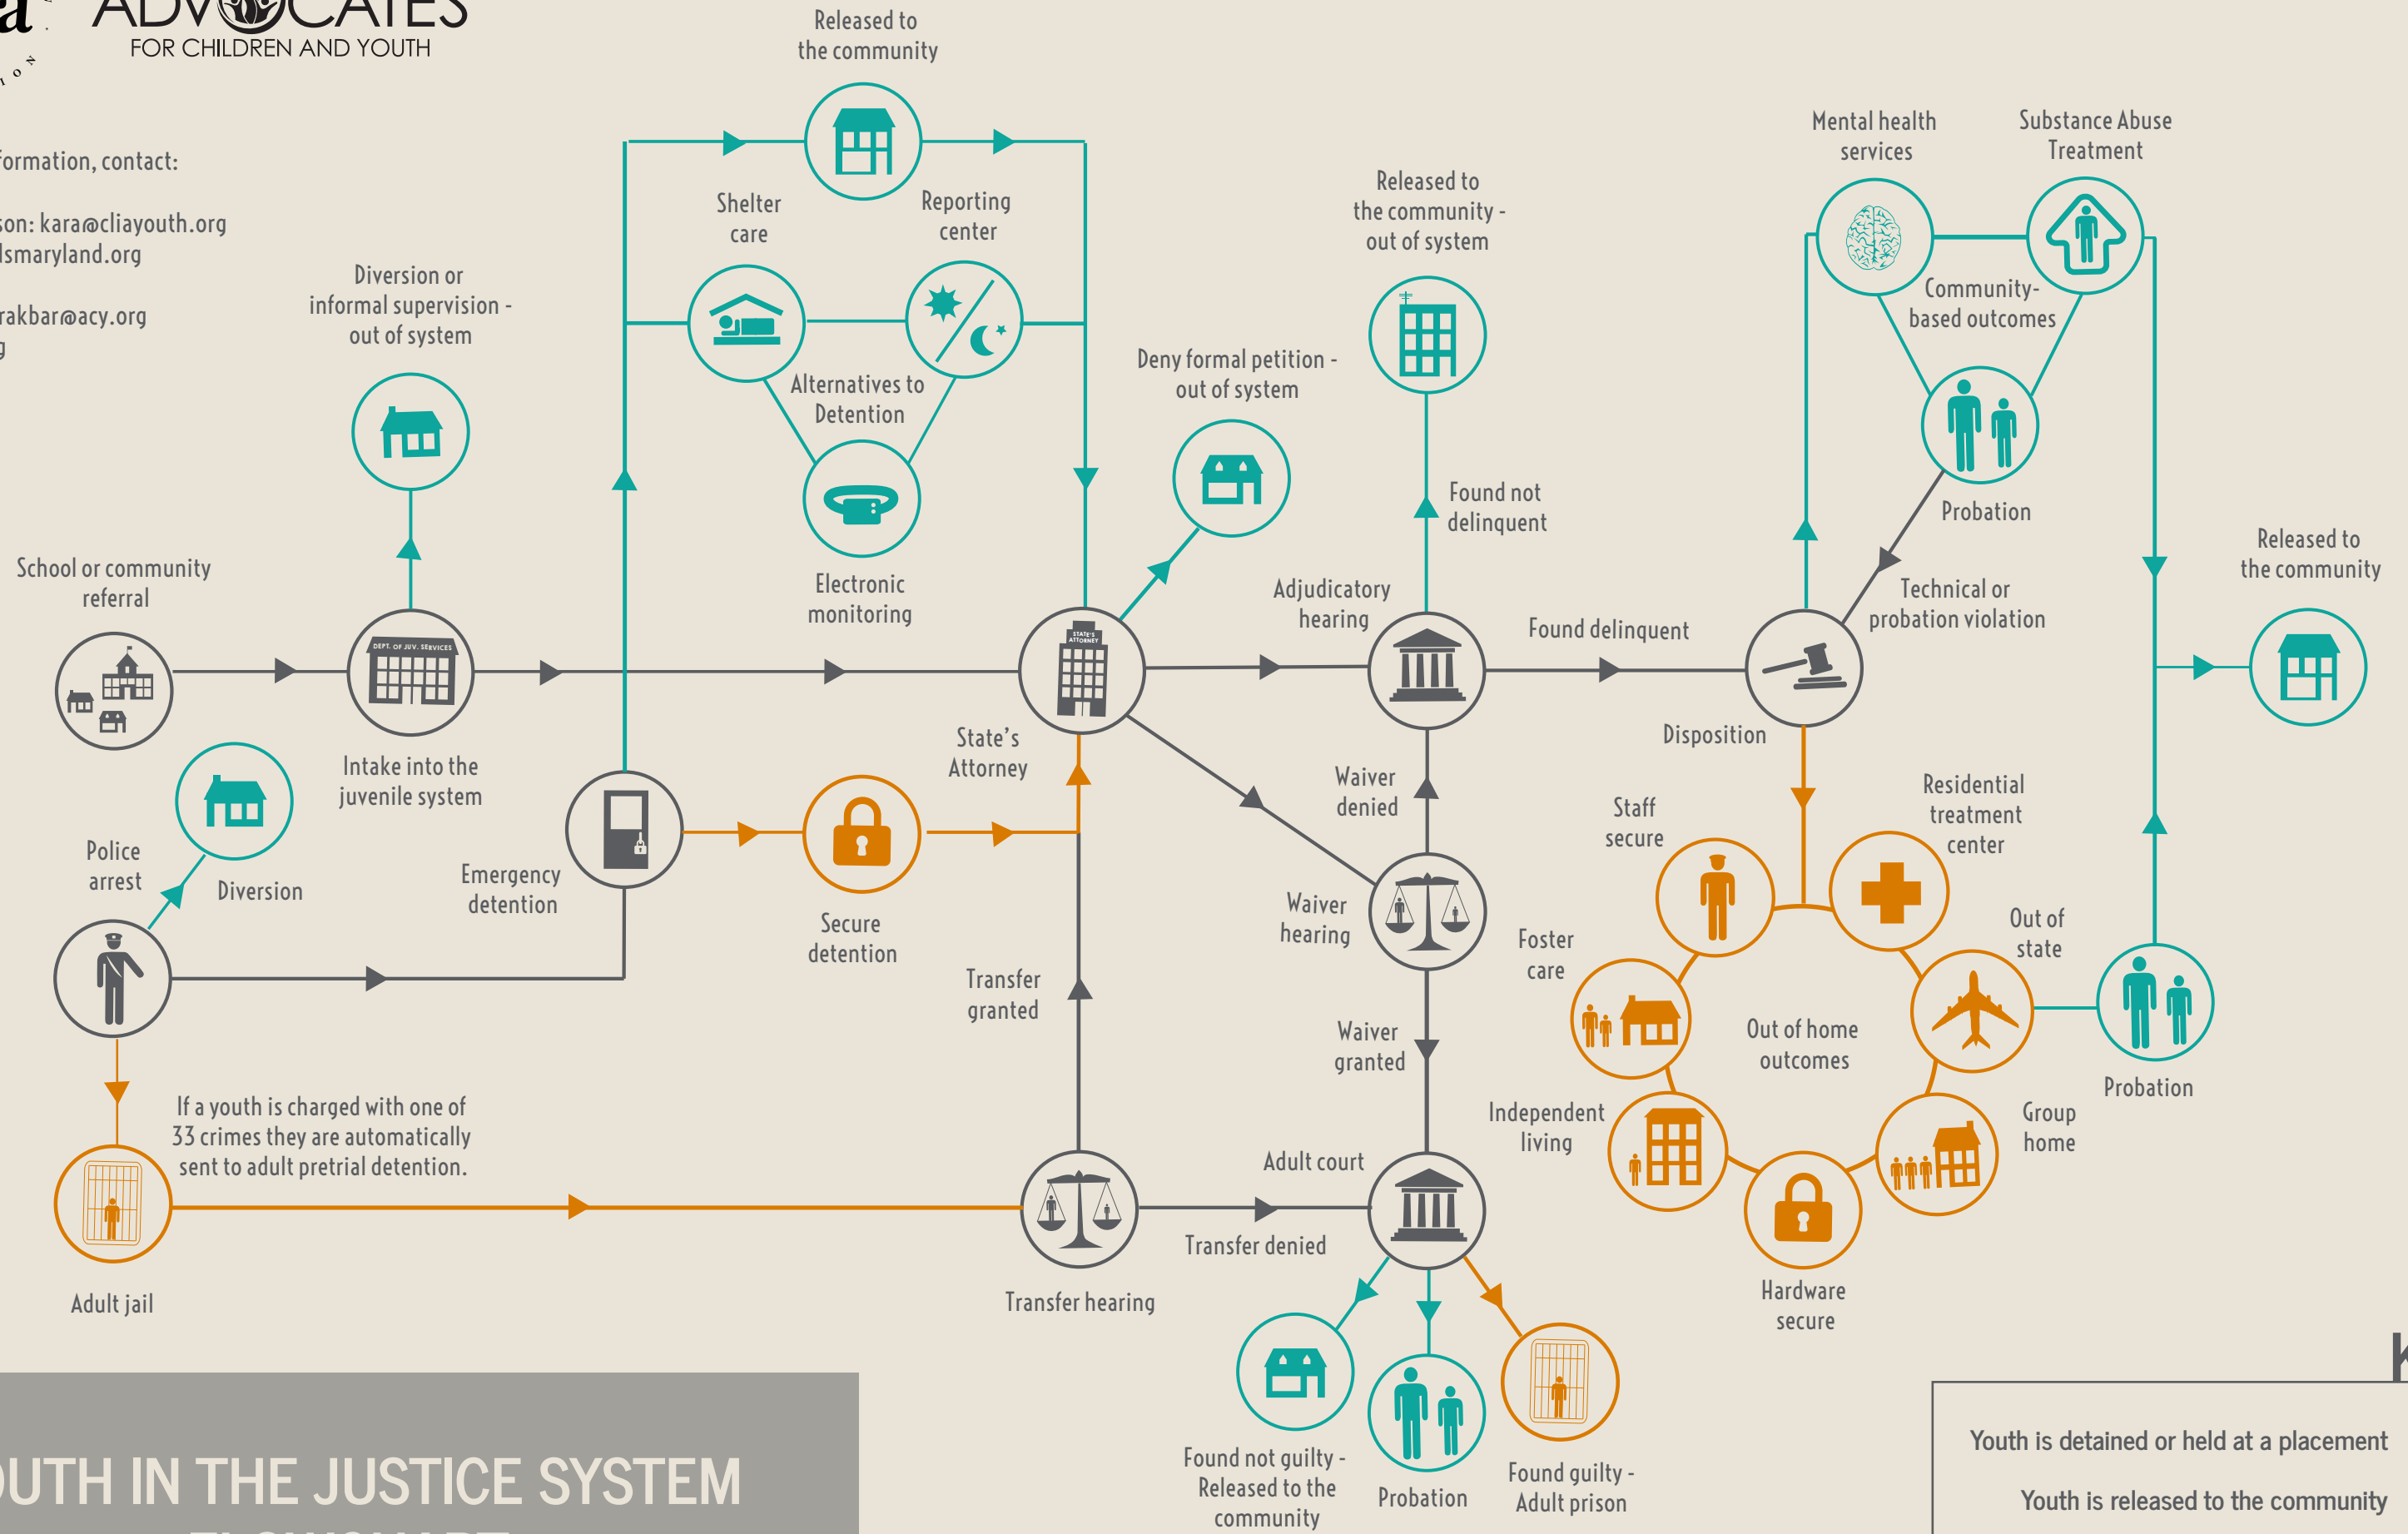 ADVOCATES
FOR CHILDREN AND YOUTH
formation, contact:
son: kara@cliayouth.org
dsmaryland.org
rakbar@acy.org
Released to
the community
Shelter
care
Reporting
center
Alternatives to
Detention
Electronic
monitoring
Diversion or
informal supervision -
out of system
School or community
referral
DEPT. OF JUV. SERVICES
Intake into the
juvenile system
Police
arrest
Diversion
Emergency
detention
Secure
detention
If a youth is charged with one of
33 crimes they are automatically
sent to adult pretrial detention.
Adult jail
STATE'S
ATTORNEY
State's
Attorney
Transfer
granted
Transfer hearing
Transfer denied
Deny formal petition -
out of system
Released to
the community -
out of system
Found not
delinquent
Adjudicatory
hearing
Found delinquent
Waiver
denied
Waiver
hearing
Waiver
granted
Adult court
Found not guilty -
Released to the
community
Probation
Found guilty -
Adult prison
Mental health
services
Substance Abuse
Treatment
Community-
based outcomes
Probation
Technical or
probation violation
Disposition
Released to
the community
Staff
secure
Residential
treatment
center
Foster
care
Out of
state
Out of home
outcomes
Independent
living
Group
home
Hardware
secure
Probation
OUTH IN THE JUSTICE SYSTEM
Youth is detained or held at a placement
Youth is released to the community